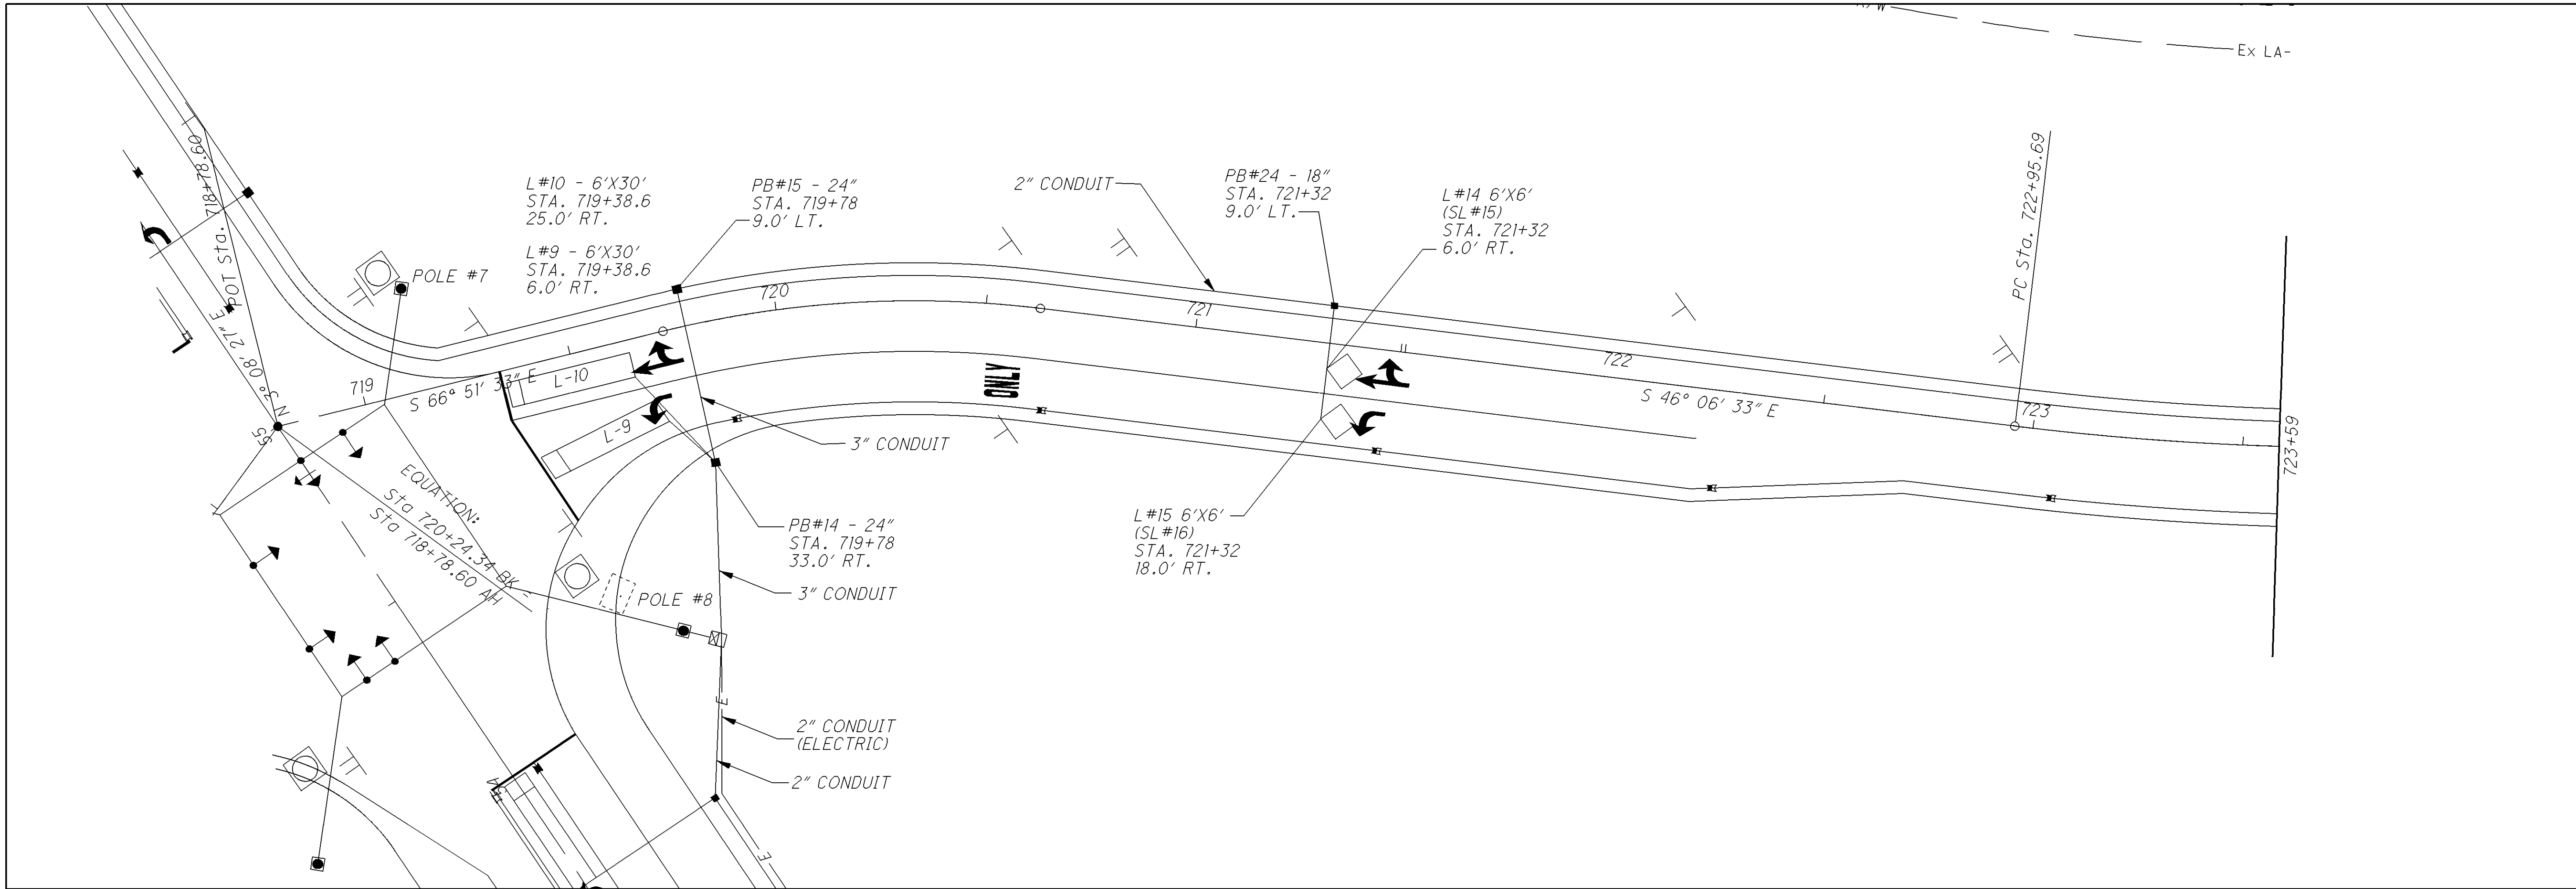 Ex LA-
L#10 - 6'X30'
STA. 719+38.6
25.0' RT.
L#9 - 6'X30'
STA. 719+38.6
6.0' RT.
PB#15 - 24"
STA. 719+78
9.0' LT.
2" CONDUIT
PB#24 - 18"
STA. 721+32
9.0' LT.
L#14 6'X6'
(SL#15)
STA. 721+32
6.0' RT.
PC Sta. 722+95.69
POT Sta. 718+78.60
N 3° 08' 27" E
POLE #7
719
720
721
722
723
S 66° 51' 33" E
L-10
L-9
ONLY
S 46° 06' 33" E
723+59
55
3" CONDUIT
EQUATION:
Sta 720+24.34 BK
Sta 718+78.60 AH
PB#14 - 24"
STA. 719+78
33.0' RT.
L#15 6'X6'
(SL#16)
STA. 721+32
18.0' RT.
3" CONDUIT
POLE #8
E
2" CONDUIT
(ELECTRIC)
2" CONDUIT
E